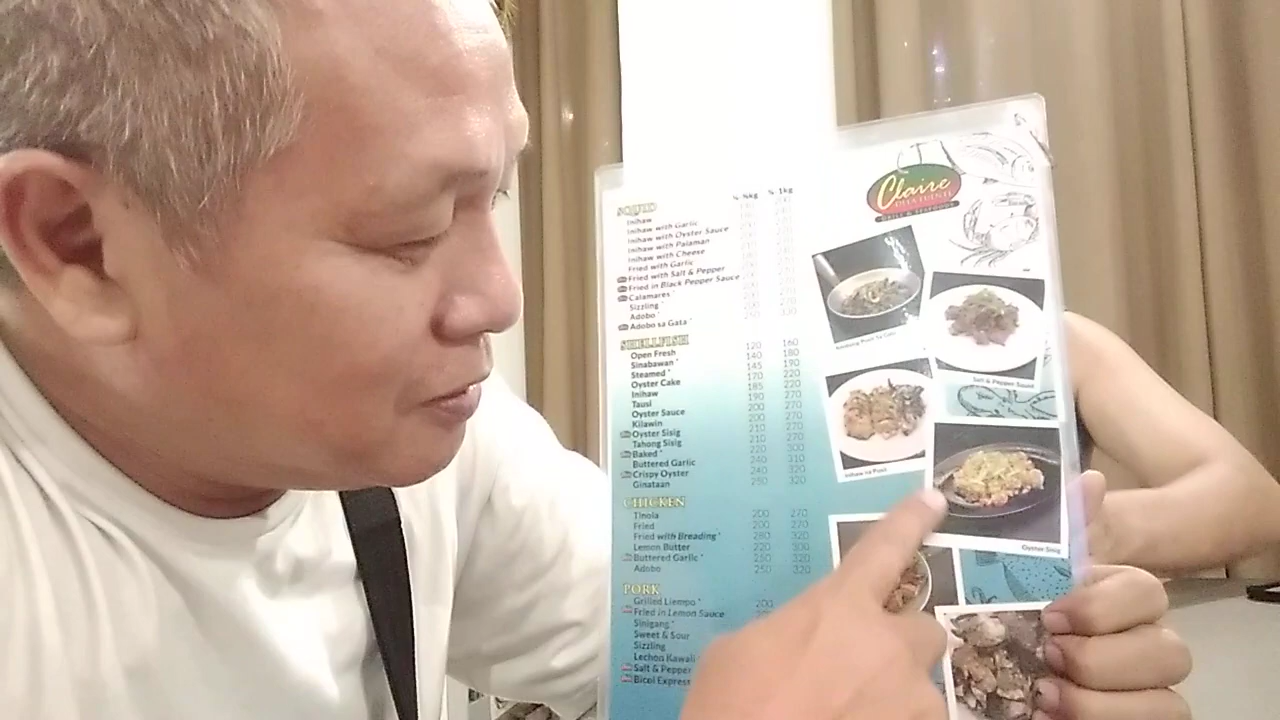 Claire
DELA FUENTE
GRILL & SEAFOODS
½kg 1kg
SQUID
Inihaw
Inihaw with Garlic
Inihaw with Oyster Sauce
Inihaw with Palaman
Inihaw with Cheese
Fried with Garlic
Fried with Salt & Pepper
Fried in Black Pepper Sauce
Calamares *
Sizzling *
Adobo *
Adobo sa Gata *
SHELLFISH
Open Fresh 120 160
Sinabawan * 140 180
Steamed * 145 190
Oyster Cake 170 220
Inihaw 185 220
Tausi 190 270
Oyster Sauce 200 270
Kilawin 200 270
Oyster Sisig 210 270
Tahong Sisig 210 270
Baked * 220 300
Buttered Garlic 240 310
Crispy Oyster 240 320
Ginataan 250 320
CHICKEN
Tinola 200 270
Fried 200 270
Fried with Breading * 280 320
Lemon Butter 220 300
Buttered Garlic * 250 320
Adobo 250 320
PORK
Grilled Liempo * 200
Fried in Lemon Sauce
Sinigang *
Sweet & Sour
Sizzling
Lechon Kawali
Salt & Pepper
Bicol Express
Salt & Pepper Squid
Inihaw na Pusit
Oyster Sisig